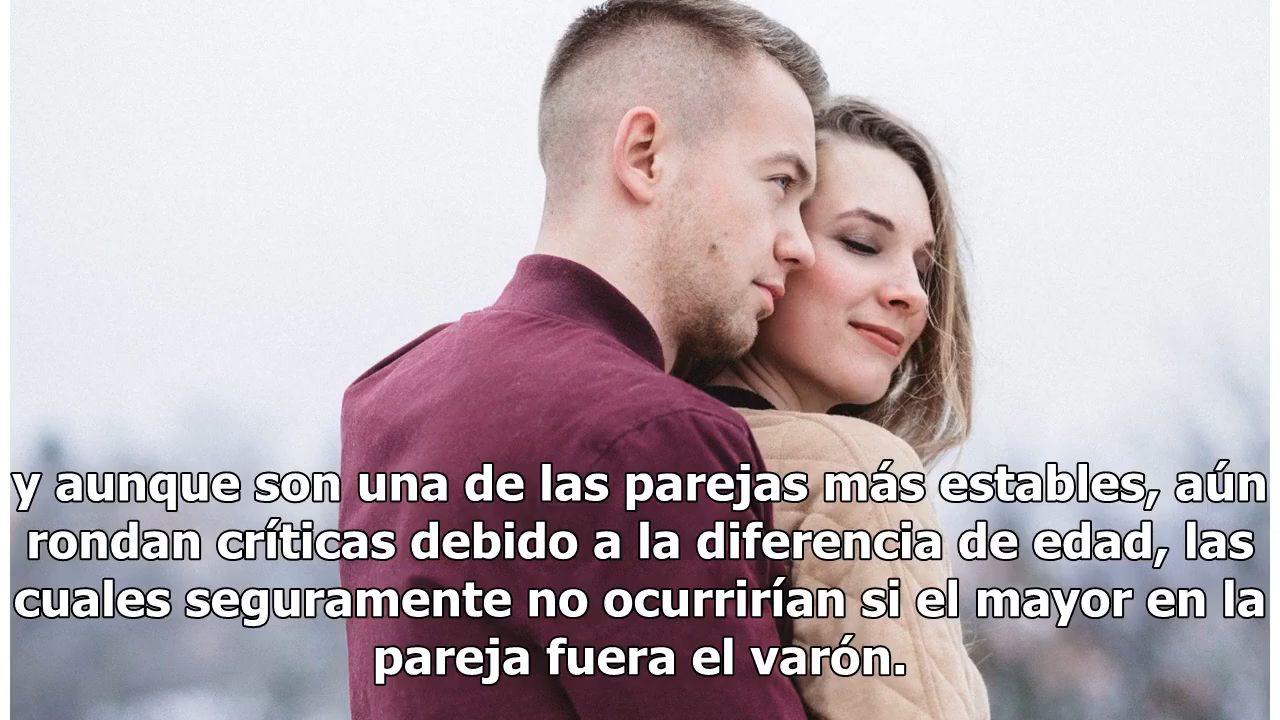 y aunque son una de las parejas más estables, aún
rondan críticas debido a la diferencia de edad, las
cuales seguramente no ocurrirían si el mayor en la
pareja fuera el varón.